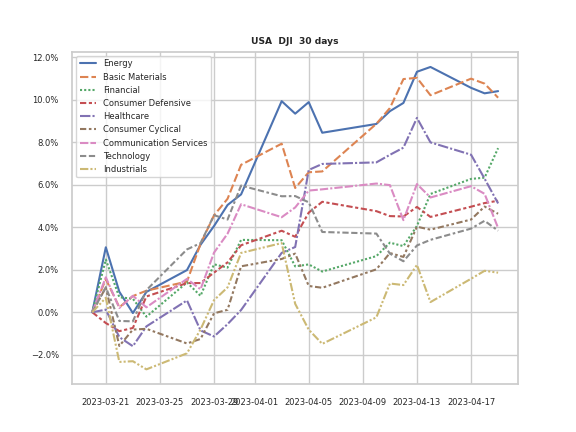 USA DJI 30 days
12.0%
10.0%
8.0%
6.0%
4.0%
2.0%
0.0%
−2.0%
Energy
Basic Materials
Financial
Consumer Defensive
Healthcare
Consumer Cyclical
Communication Services
Technology
Industrials
2023-03-21 2023-03-25 2023-03-29 2023-04-01 2023-04-05 2023-04-09 2023-04-13 2023-04-17